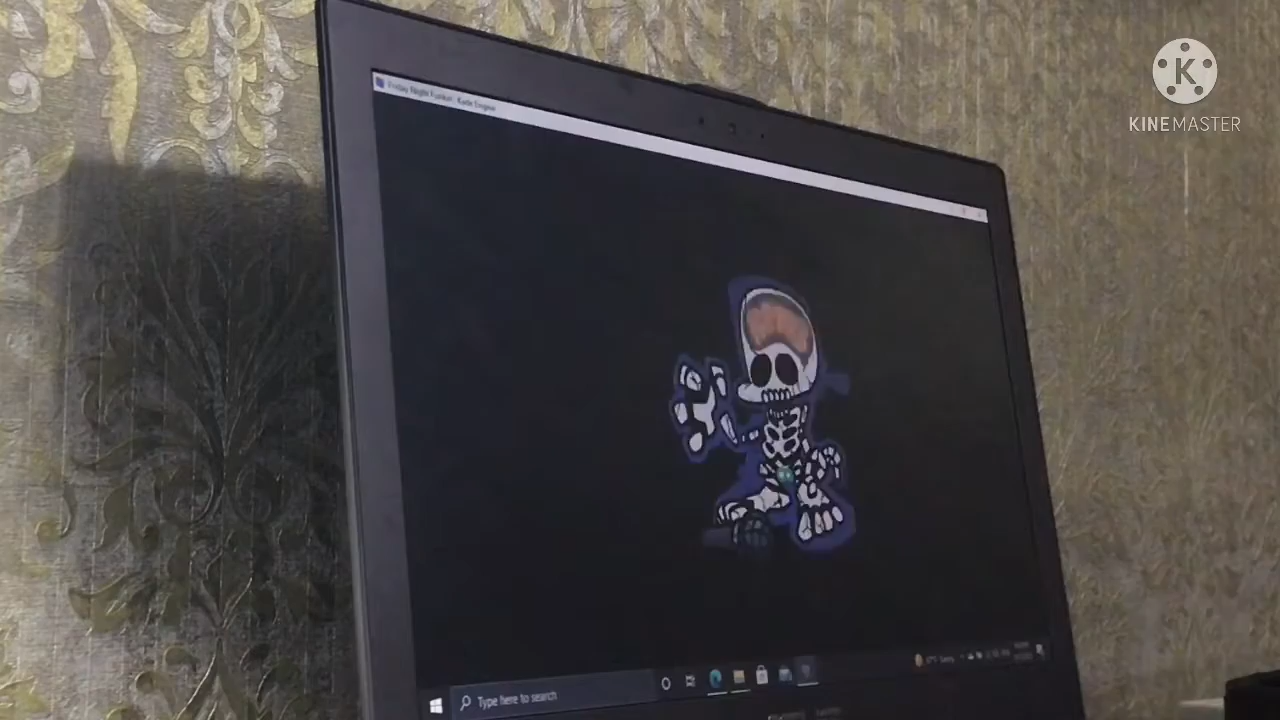 Friday Night Funkin': Kade Engine
K
KINEMASTER
Type here to search